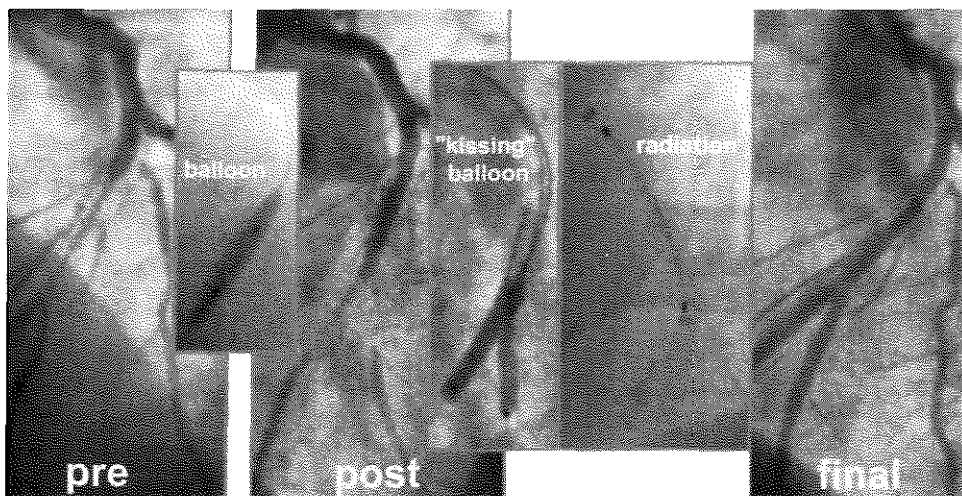 balloon
"kissing"
balloon
radiation
pre
post
final